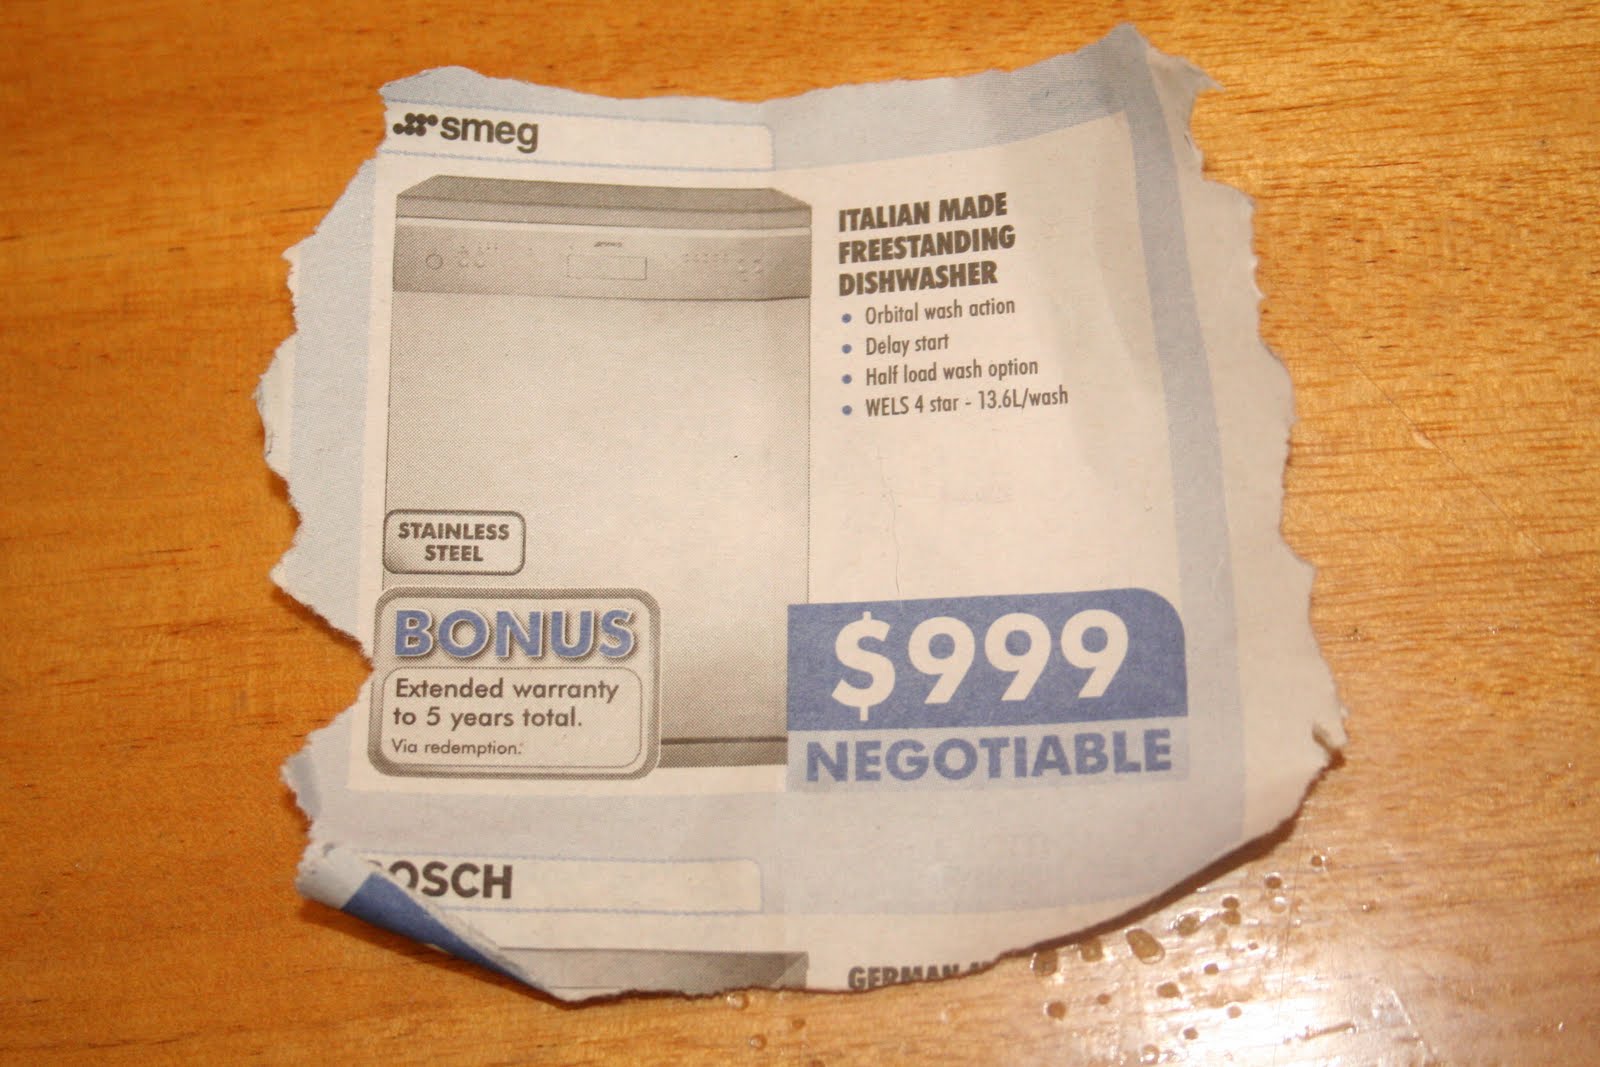 smeg
ITALIAN MADE
FREESTANDING
DISHWASHER
• Orbital wash action
• Delay start
• Half load wash option
• WELS 4 star - 13.6L/wash
STAINLESS
STEEL
BONUS
Extended warranty
to 5 years total.
Via redemption.
$999
NEGOTIABLE
OSCH
GERMAN